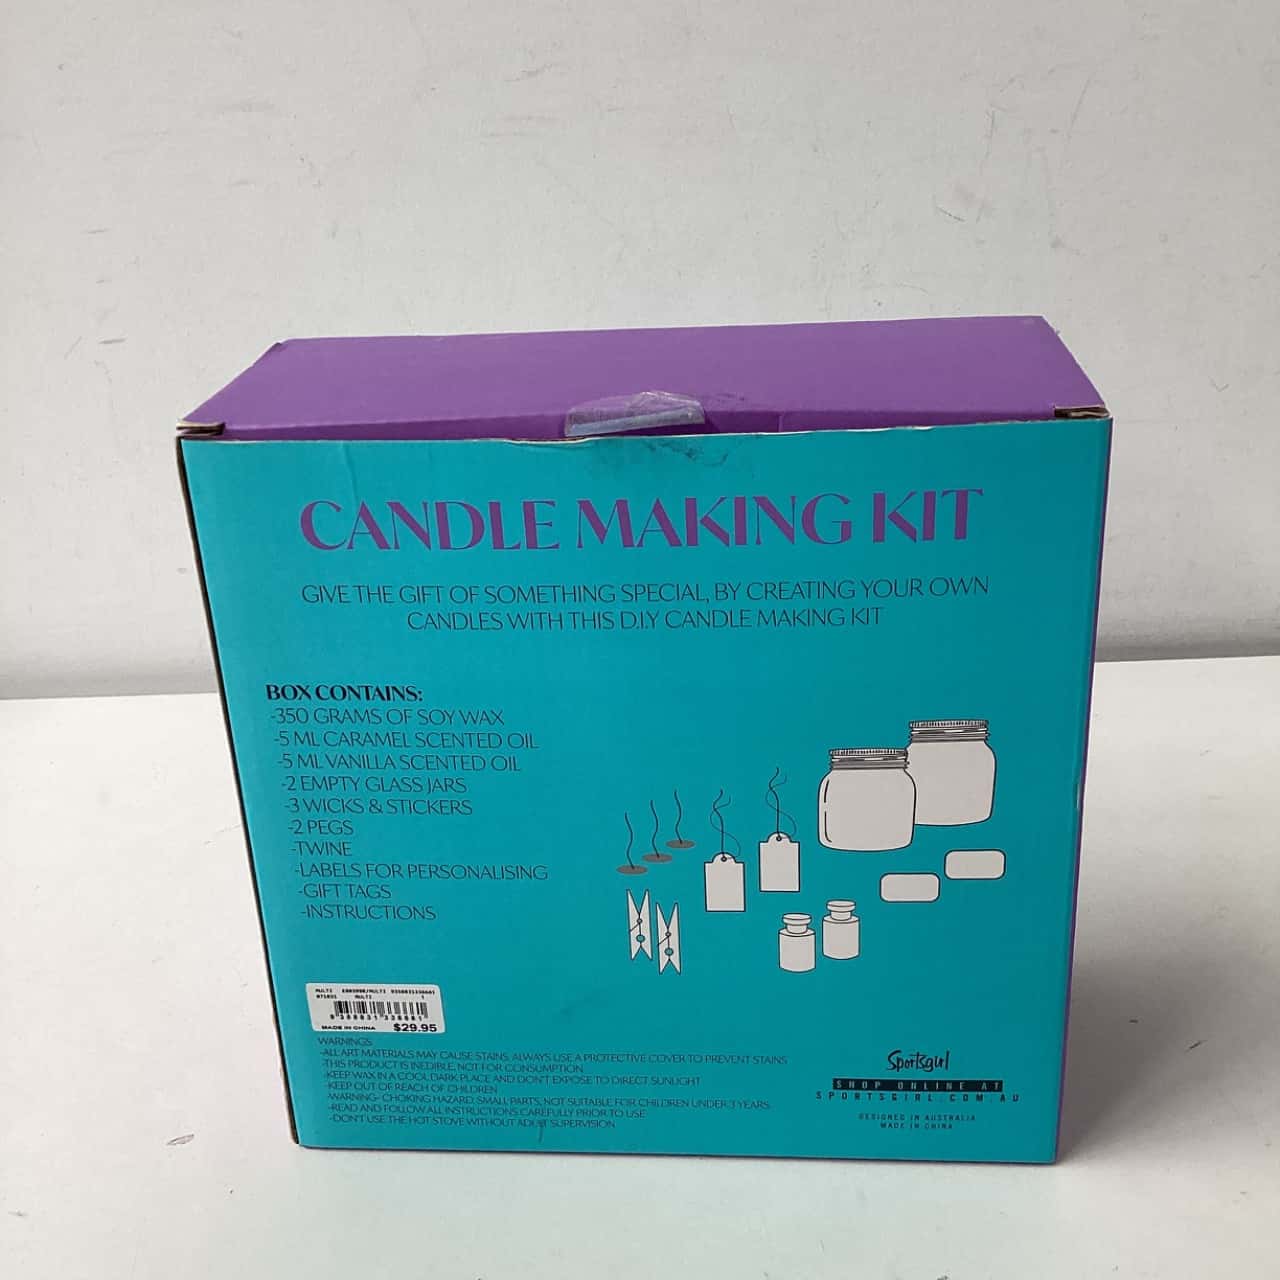 CANDLE MAKING KIT
GIVE THE GIFT OF SOMETHING SPECIAL, BY CREATING YOUR OWN
CANDLES WITH THIS D.I.Y CANDLE MAKING KIT
BOX CONTAINS:
-350 GRAMS OF SOY WAX
-5 ML CARAMEL SCENTED OIL
-5 ML VANILLA SCENTED OIL
-2 EMPTY GLASS JARS
-3 WICKS & STICKERS
-2 PEGS
-TWINE
-LABELS FOR PERSONALISING
-GIFT TAGS
-INSTRUCTIONS
MULTI
MULTI 1
MADE IN CHINA $29.95
WARNINGS
-ALL ART MATERIALS MAY CAUSE STAINS. ALWAYS USE A PROTECTIVE COVER TO PREVENT STAINS
-THIS PRODUCT IS INEDIBLE, NOT FOR CONSUMPTION
-KEEP WAX IN A COOL DARK PLACE AND DON'T EXPOSE TO DIRECT SUNLIGHT
-KEEP OUT OF REACH OF CHILDREN
-WARNING- CHOKING HAZARD, SMALL PARTS, NOT SUITABLE FOR CHILDREN UNDER 3 YEARS
-READ AND FOLLOW ALL INSTRUCTIONS CAREFULLY PRIOR TO USE
-DON'T USE THE HOT STOVE WITHOUT ADULT SUPERVISION
Sportsgirl
SHOP ONLINE AT
SPORTSGIRL.COM.AU
DESIGNED IN AUSTRALIA
MADE IN CHINA